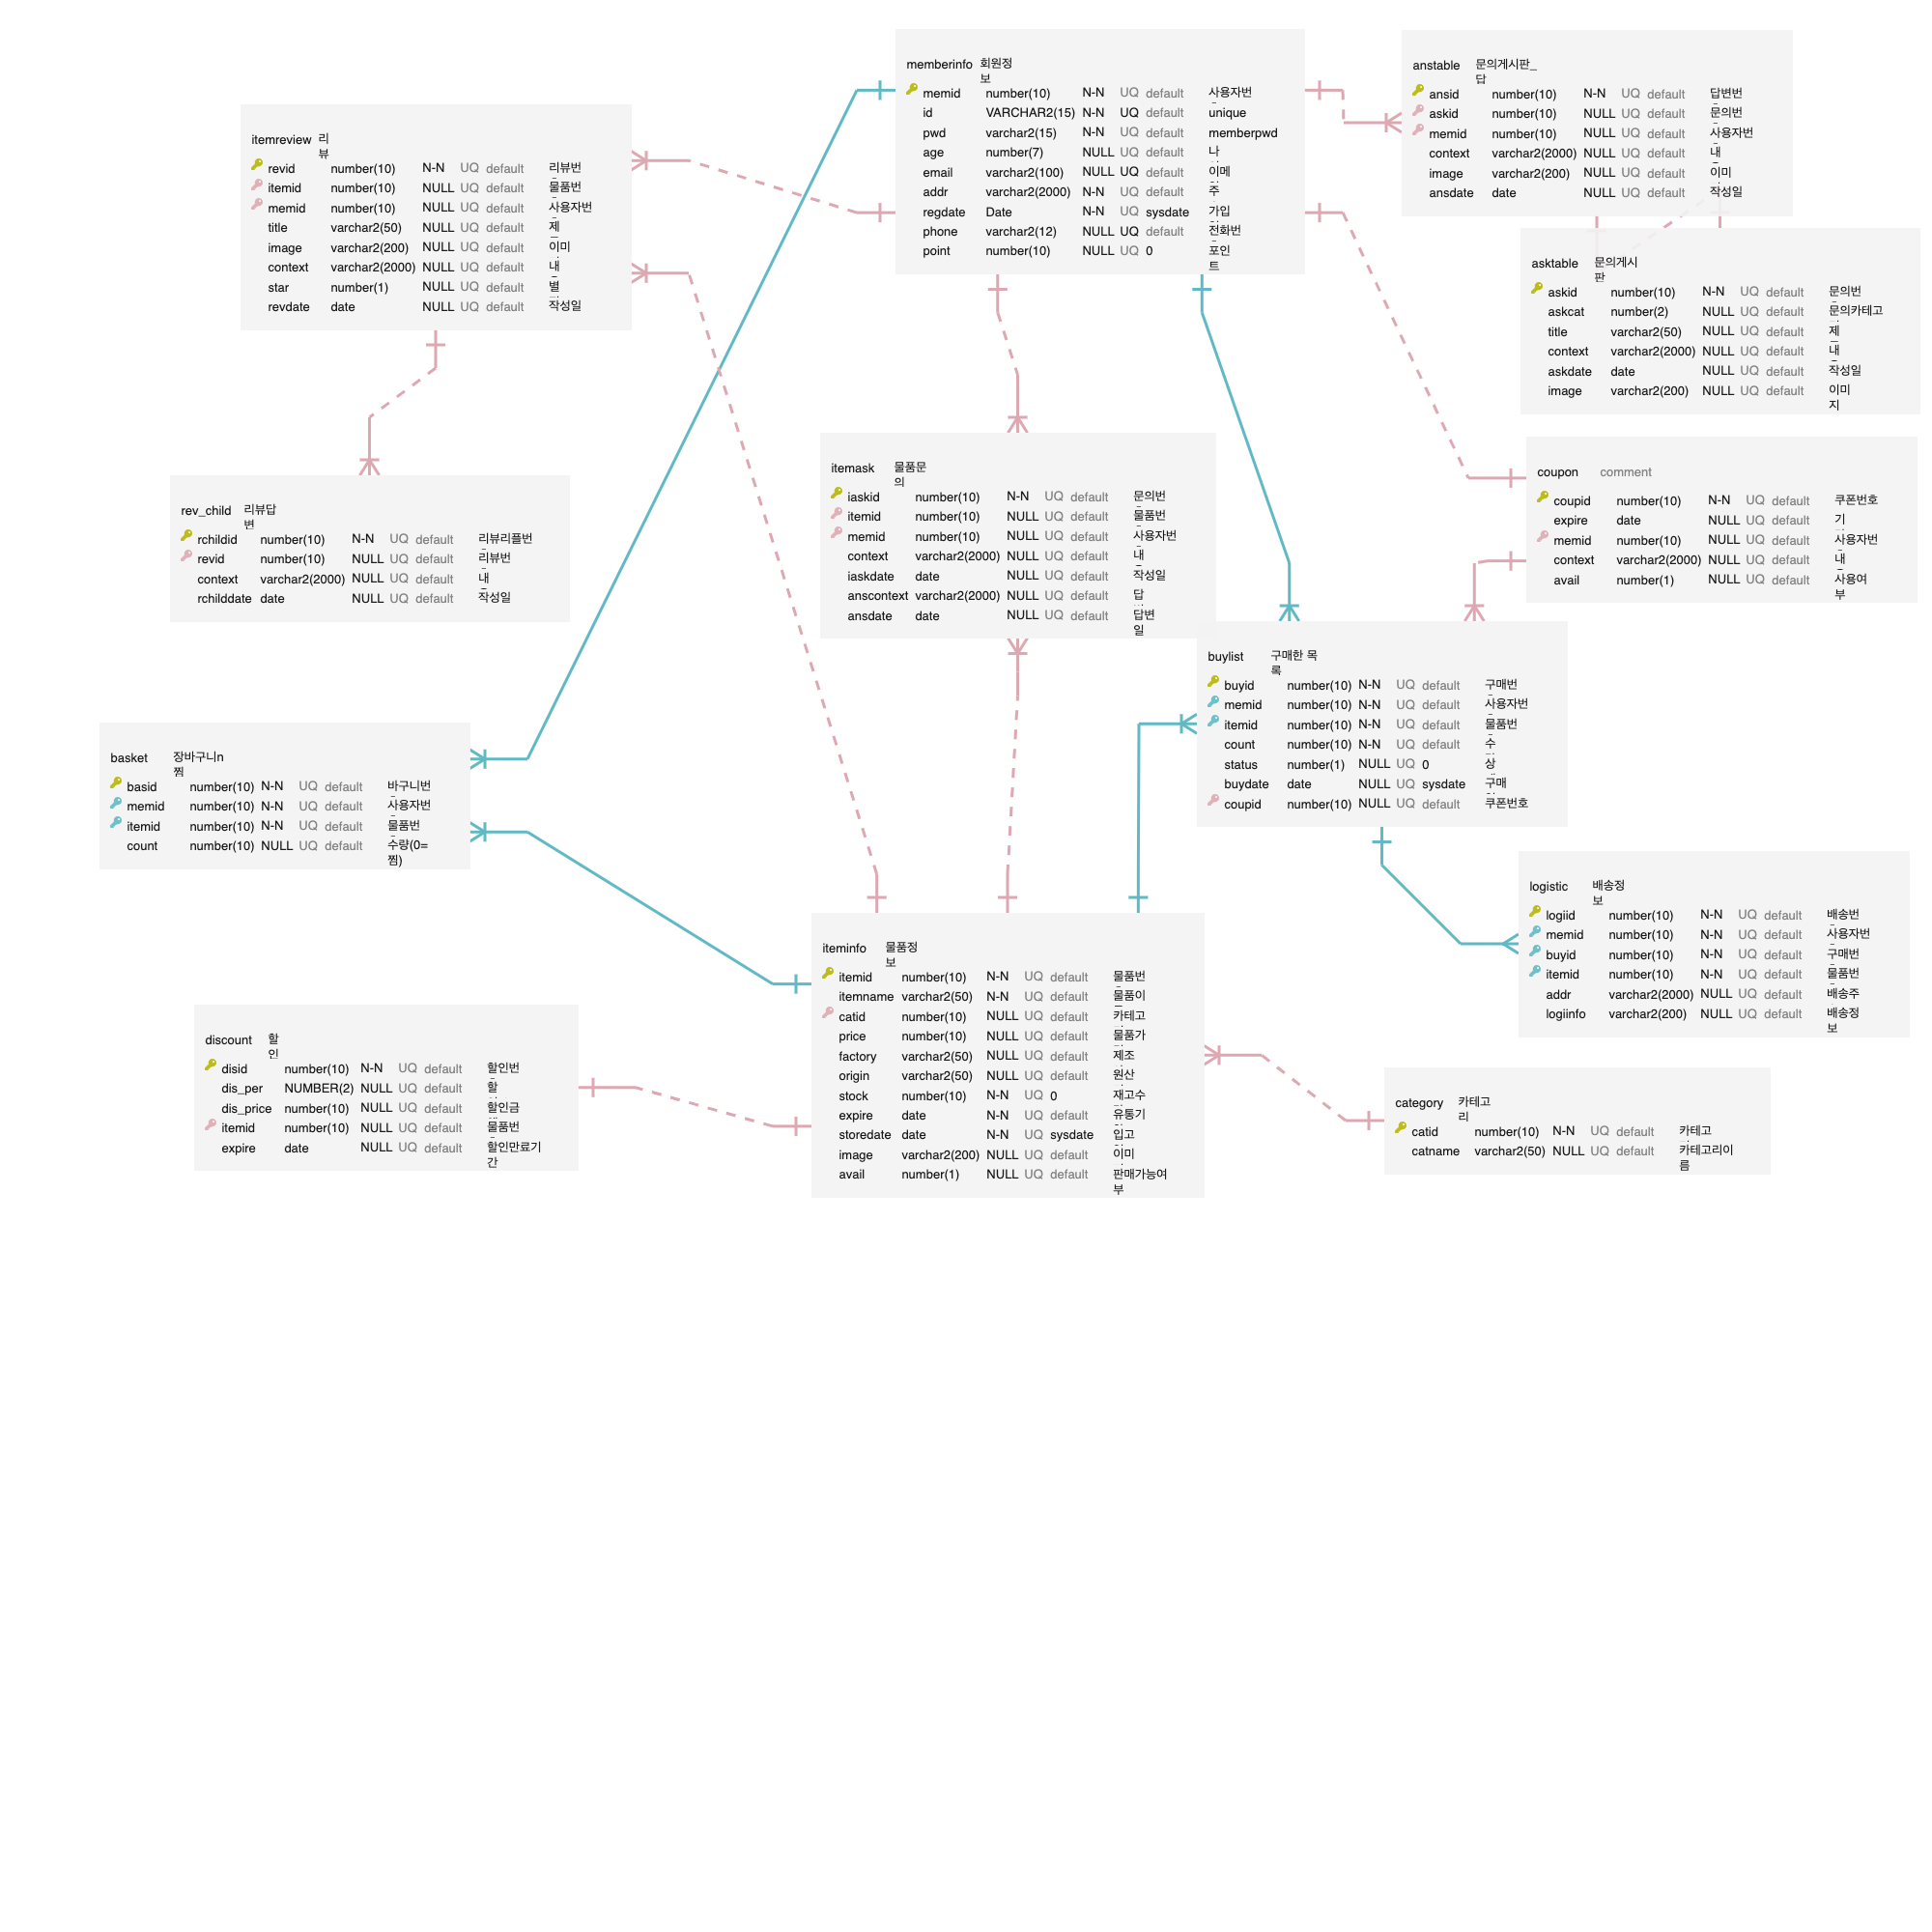 memberinfo 회원정
보
memid number(10) N-N UQ default 사용자번
id VARCHAR2(15) N-N UQ default unique
pwd varchar2(15) N-N UQ default memberpwd
age number(7) NULL UQ default 나
email varchar2(100) NULL UQ default 이메
addr varchar2(2000) N-N UQ default 주
regdate Date N-N UQ sysdate 가입
phone varchar2(12) NULL UQ default 전화번
point number(10) NULL UQ 0 포인
트
anstable 문의게시판_
답
ansid number(10) N-N UQ default 답변번
askid number(10) NULL UQ default 문의번
memid number(10) NULL UQ default 사용자번
context varchar2(2000) NULL UQ default 내
image varchar2(200) NULL UQ default 이미
ansdate date NULL UQ default 작성일
itemreview 리
뷰
revid number(10) N-N UQ default 리뷰번
itemid number(10) NULL UQ default 물품번
memid number(10) NULL UQ default 사용자번
title varchar2(50) NULL UQ default 제
image varchar2(200) NULL UQ default 이미
context varchar2(2000) NULL UQ default 내
star number(1) NULL UQ default 별
revdate date NULL UQ default 작성일
asktable 문의게시
판
askid number(10) N-N UQ default 문의번
askcat number(2) NULL UQ default 문의카테고
title varchar2(50) NULL UQ default 제
context varchar2(2000) NULL UQ default 내
askdate date NULL UQ default 작성일
image varchar2(200) NULL UQ default 이미
지
itemask 물품문
의
iaskid number(10) N-N UQ default 문의번
itemid number(10) NULL UQ default 물품번
memid number(10) NULL UQ default 사용자번
context varchar2(2000) NULL UQ default 내
iaskdate date NULL UQ default 작성일
anscontext varchar2(2000) NULL UQ default 답
ansdate date NULL UQ default 답변
일
coupon comment
coupid number(10) N-N UQ default 쿠폰번호
expire date NULL UQ default 기
memid number(10) NULL UQ default 사용자번
context varchar2(2000) NULL UQ default 내
avail number(1) NULL UQ default 사용여
부
rev_child 리뷰답
변
rchildid number(10) N-N UQ default 리뷰리플번
revid number(10) NULL UQ default 리뷰번
context varchar2(2000) NULL UQ default 내
rchilddate date NULL UQ default 작성일
buylist 구매한 목
록
buyid number(10) N-N UQ default 구매번
memid number(10) N-N UQ default 사용자번
itemid number(10) N-N UQ default 물품번
count number(10) N-N UQ default 수
status number(1) NULL UQ 0 상
buydate date NULL UQ sysdate 구매
coupid number(10) NULL UQ default 쿠폰번호
basket 장바구니n
찜
basid number(10) N-N UQ default 바구니번
memid number(10) N-N UQ default 사용자번
itemid number(10) N-N UQ default 물품번
count number(10) NULL UQ default 수량(0=
찜)
logistic 배송정
보
logiid number(10) N-N UQ default 배송번
memid number(10) N-N UQ default 사용자번
buyid number(10) N-N UQ default 구매번
itemid number(10) N-N UQ default 물품번
addr varchar2(2000) NULL UQ default 배송주
logiinfo varchar2(200) NULL UQ default 배송정
보
iteminfo 물품정
보
itemid number(10) N-N UQ default 물품번
itemname varchar2(50) N-N UQ default 물품이
catid number(10) NULL UQ default 카테고
price number(10) NULL UQ default 물품가
factory varchar2(50) NULL UQ default 제조
origin varchar2(50) NULL UQ default 원산
stock number(10) N-N UQ 0 재고수
expire date N-N UQ default 유통기
storedate date N-N UQ sysdate 입고
image varchar2(200) NULL UQ default 이미
avail number(1) NULL UQ default 판매가능여
부
discount 할
인
disid number(10) N-N UQ default 할인번
dis_per NUMBER(2) NULL UQ default 할
dis_price number(10) NULL UQ default 할인금
itemid number(10) NULL UQ default 물품번
expire date NULL UQ default 할인만료기
간
category 카테고
리
catid number(10) N-N UQ default 카테고
catname varchar2(50) NULL UQ default 카테고리이
름